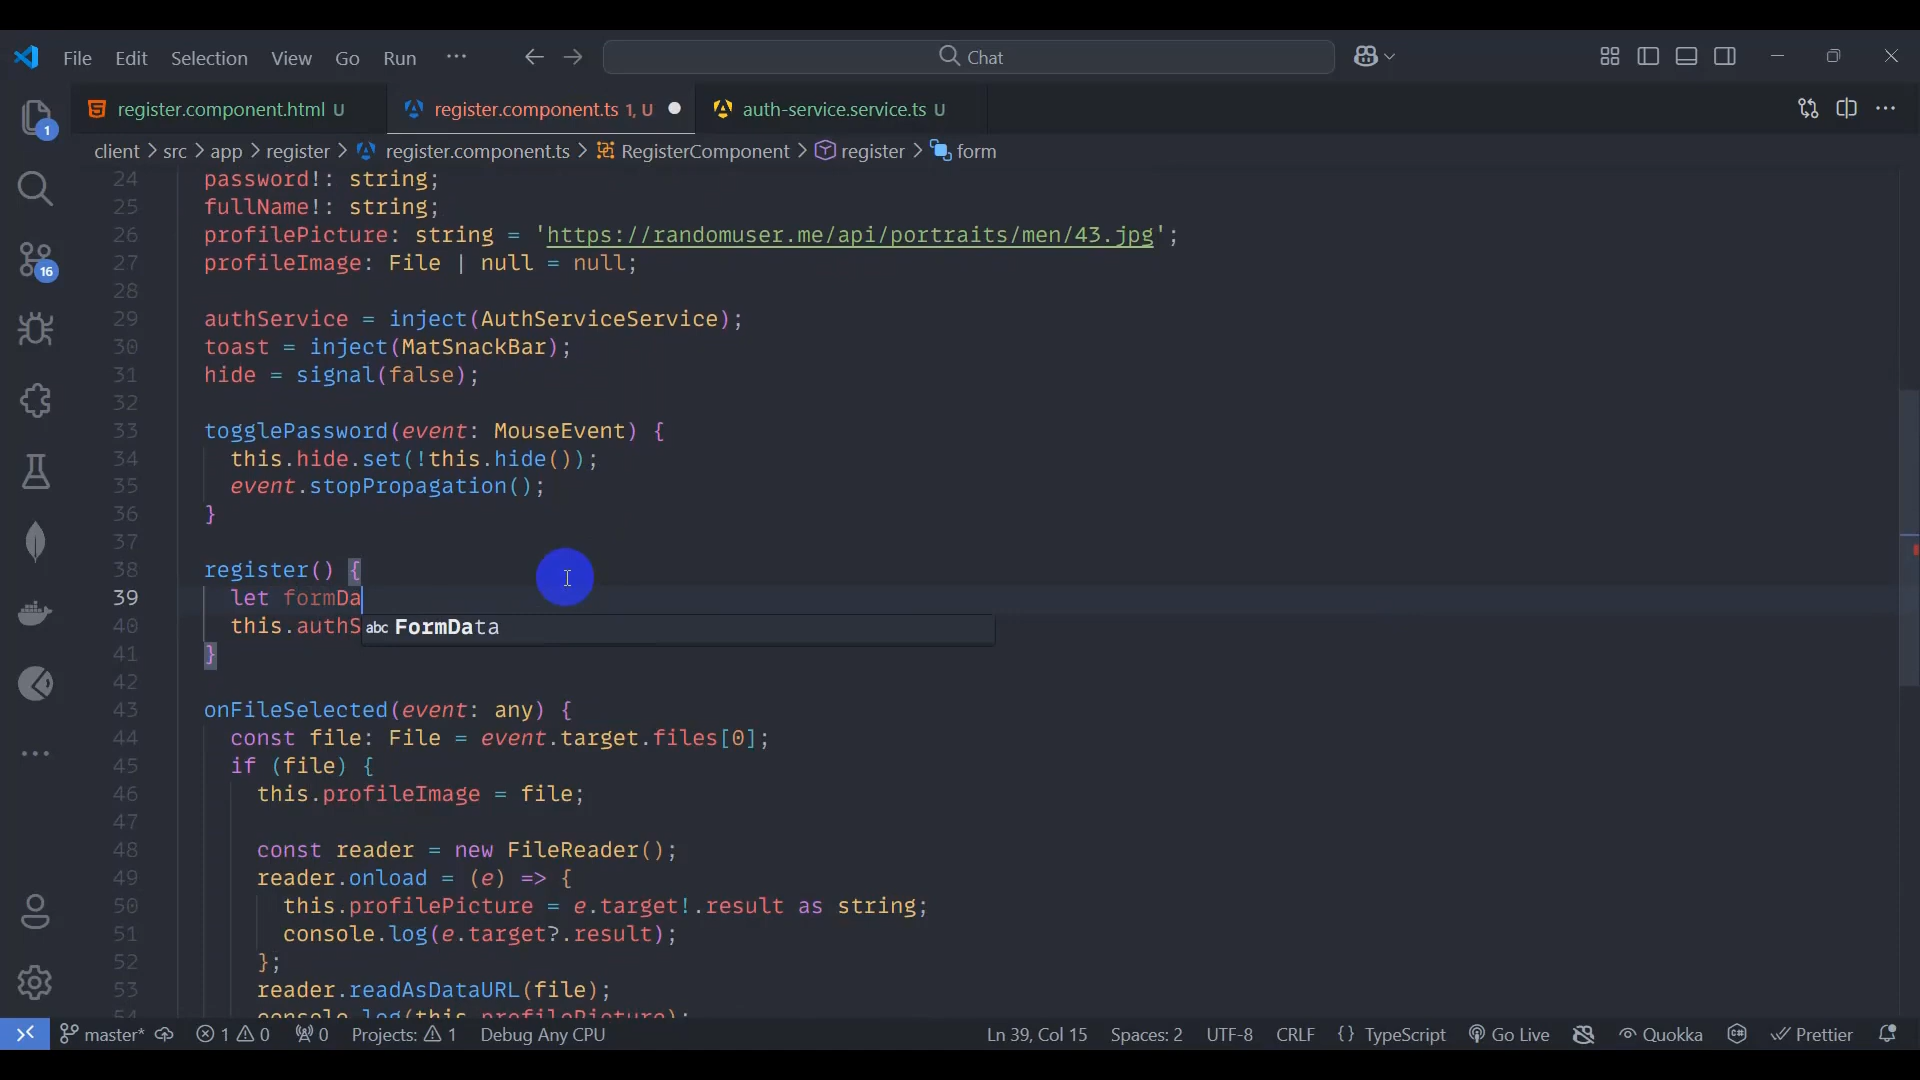 File Edit Selection View Go Run ··· Chat
register.component.html U register.component.ts 1, U auth-service.service.ts U
client > src > app > register > register.component.ts > RegisterComponent > register > form
1
16
24 password!: string;
25 fullName!: string;
26 profilePicture: string = 'https://randomuser.me/api/portraits/men/43.jpg';
27 profileImage: File | null = null;
28
29 authService = inject(AuthServiceService);
30 toast = inject(MatSnackBar);
31 hide = signal(false);
32
33 togglePassword(event: MouseEvent) {
34 this.hide.set(!this.hide());
35 event.stopPropagation();
36 }
37
38 register() {
39 let formDa
40 this.authS
abc FormData
41 }
42
43 onFileSelected(event: any) {
44 const file: File = event.target.files[0];
45 if (file) {
46 this.profileImage = file;
47
48 const reader = new FileReader();
49 reader.onload = (e) => {
50 this.profilePicture = e.target!.result as string;
51 console.log(e.target?.result);
52 };
53 reader.readAsDataURL(file);
54 console.log(this.profilePicture);
master* 1 0 0 Projects: 1 Debug Any CPU Ln 39, Col 15 Spaces: 2 UTF-8 CRLF {} TypeScript Go Live Quokka Prettier